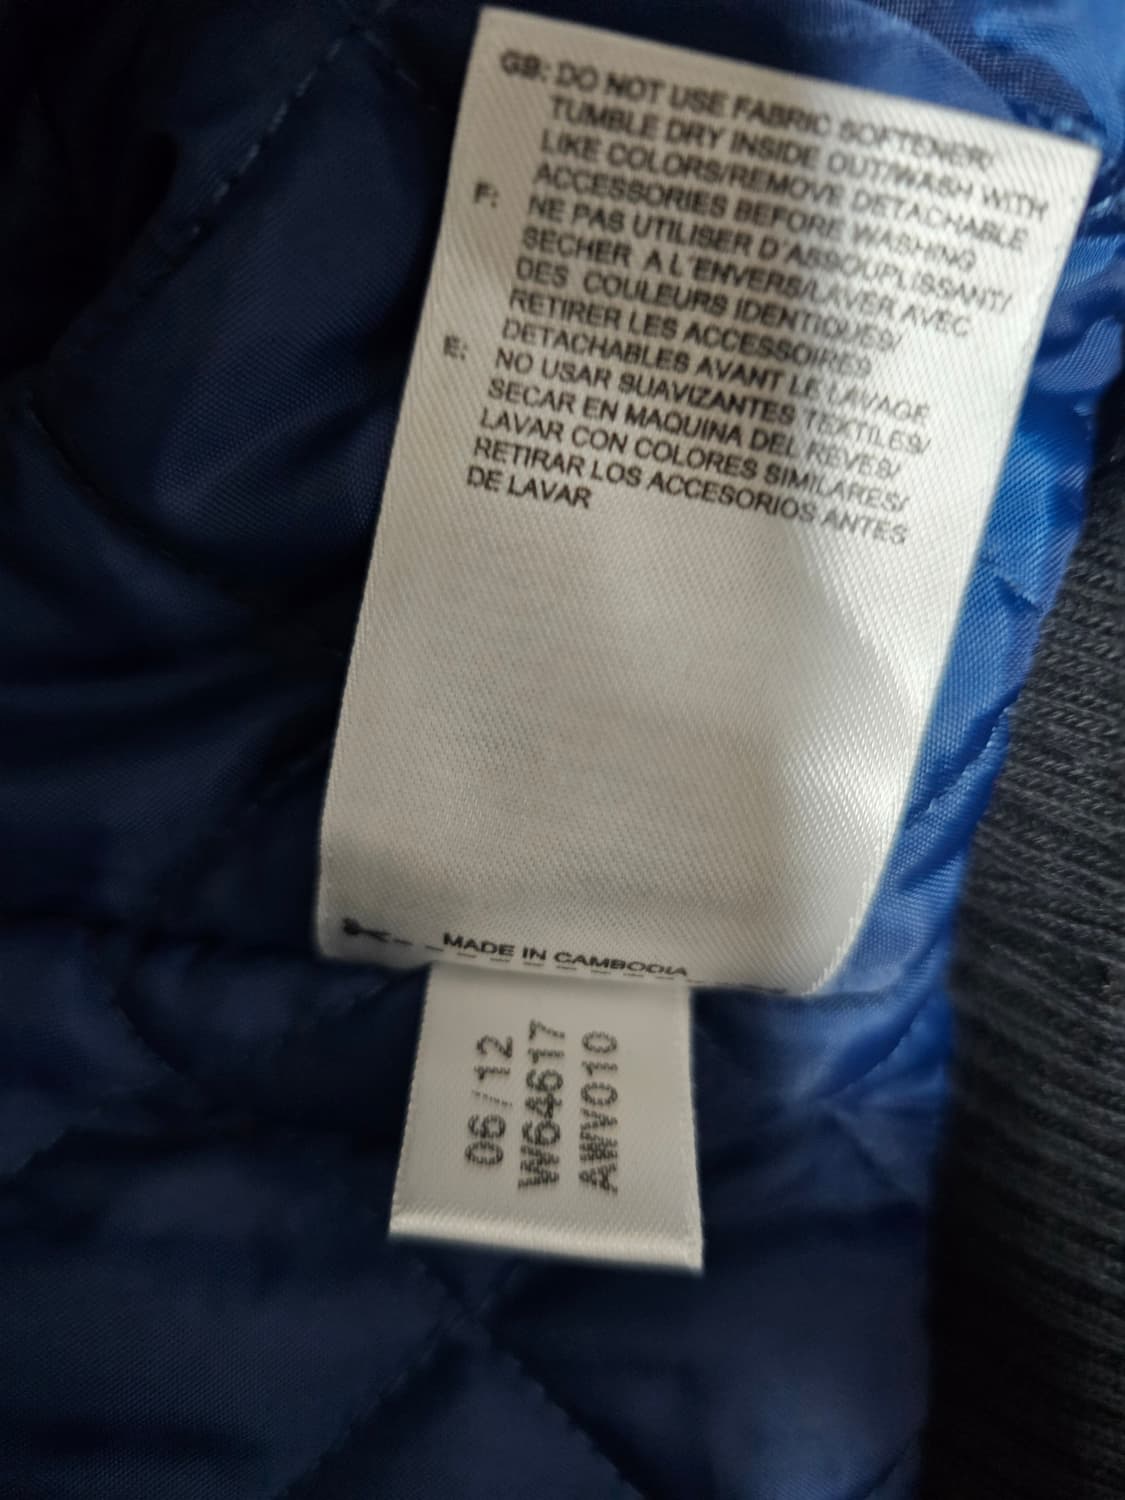 GB: DO NOT USE FABRIC SOFTENER/
TUMBLE DRY INSIDE OUT/WASH WITH
LIKE COLORS/REMOVE DETACHABLE
ACCESSORIES BEFORE WASHING
F: NE PAS UTILISER D'ASSOUPLISSANT/
SECHER A L'ENVERS/LAVER AVEC
DES COULEURS IDENTIQUES/
RETIRER LES ACCESSOIRES
DETACHABLES AVANT LE LAVAGE
E: NO USAR SUAVIZANTES TEXTILES/
SECAR EN MAQUINA DEL REVES/
LAVAR CON COLORES SIMILARES/
RETIRAR LOS ACCESORIOS ANTES
DE LAVAR
MADE IN CAMBODIA
06/12
W64617
AWV010